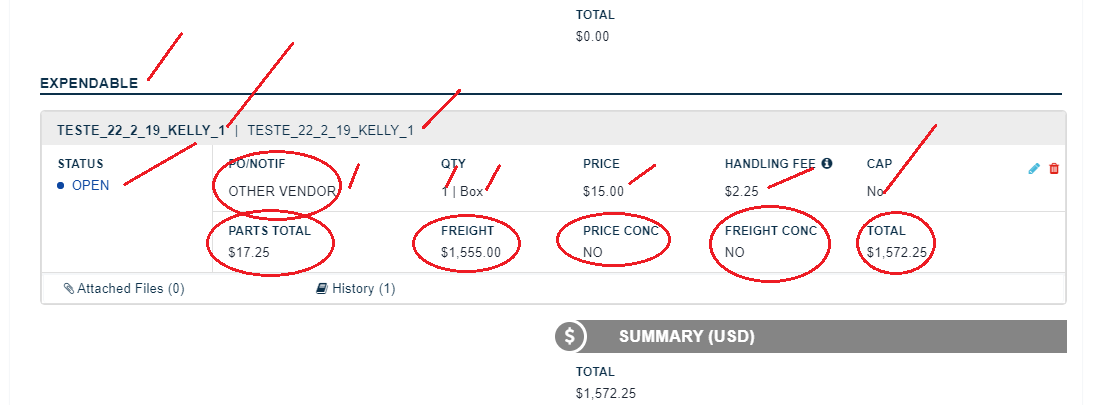 TOTAL
$0.00
EXPENDABLE
TESTE_22_2_19_KELLY_1 | TESTE_22_2_19_KELLY_1
STATUS PO/NOTIF QTY PRICE HANDLING FEE CAP
OPEN OTHER VENDOR 1 | Box $15.00 $2.25 No
PARTS TOTAL FREIGHT PRICE CONC FREIGHT CONC TOTAL
$17.25 $1,555.00 NO NO $1,572.25
Attached Files (0) History (1)
$ SUMMARY (USD)
TOTAL
$1,572.25